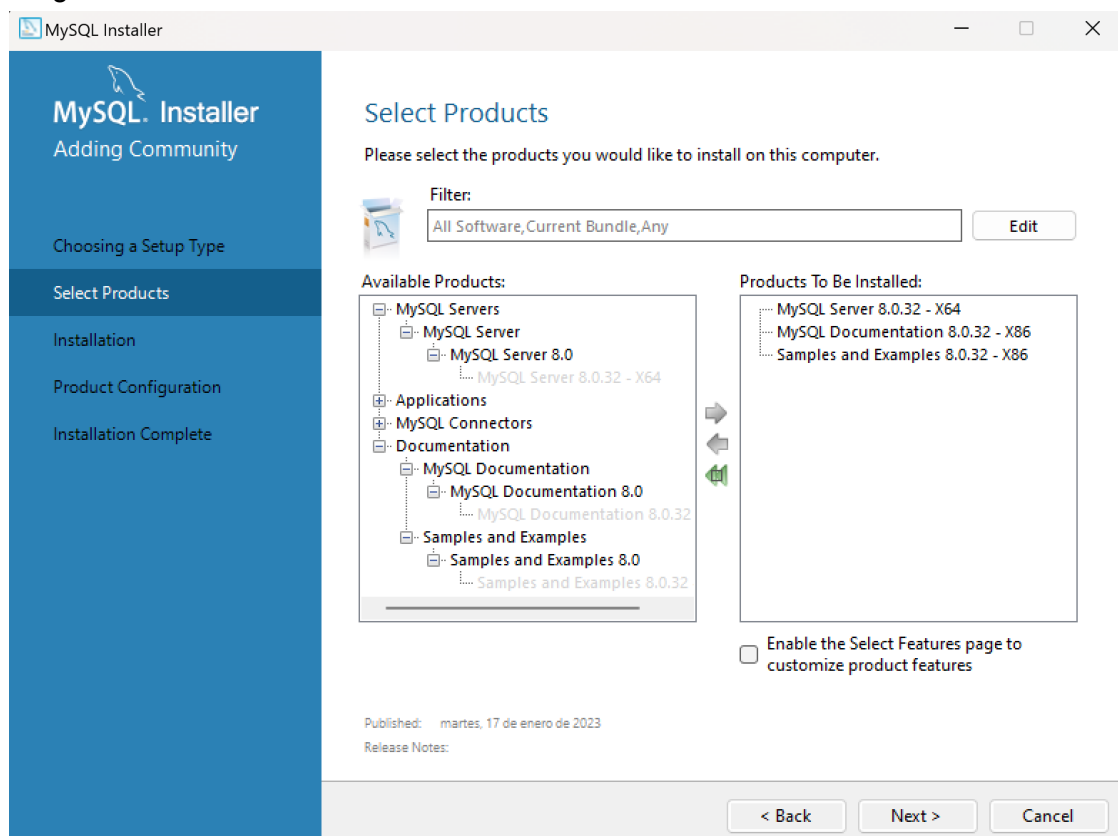 MySQL Installer
MySQL. Installer
Adding Community
Choosing a Setup Type
Select Products
Installation
Product Configuration
Installation Complete
Select Products
Please select the products you would like to install on this computer.
Filter:
All Software,Current Bundle,Any
Edit
Available Products:
MySQL Servers
MySQL Server
MySQL Server 8.0
MySQL Server 8.0.32 - X64
Applications
MySQL Connectors
Documentation
MySQL Documentation
MySQL Documentation 8.0
MySQL Documentation 8.0.32
Samples and Examples
Samples and Examples 8.0
Samples and Examples 8.0.32
Products To Be Installed:
MySQL Server 8.0.32 - X64
MySQL Documentation 8.0.32 - X86
Samples and Examples 8.0.32 - X86
Enable the Select Features page to
customize product features
Published: martes, 17 de enero de 2023
Release Notes:
< Back
Next >
Cancel